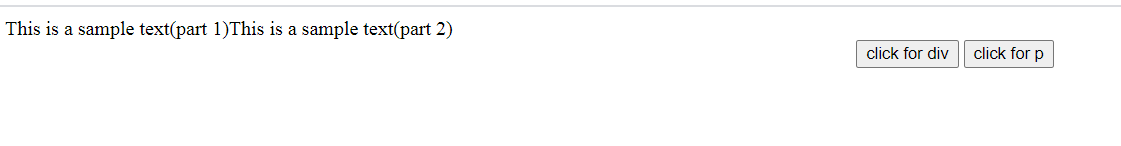 This is a sample text(part 1)This is a sample text(part 2)
click for div click for p